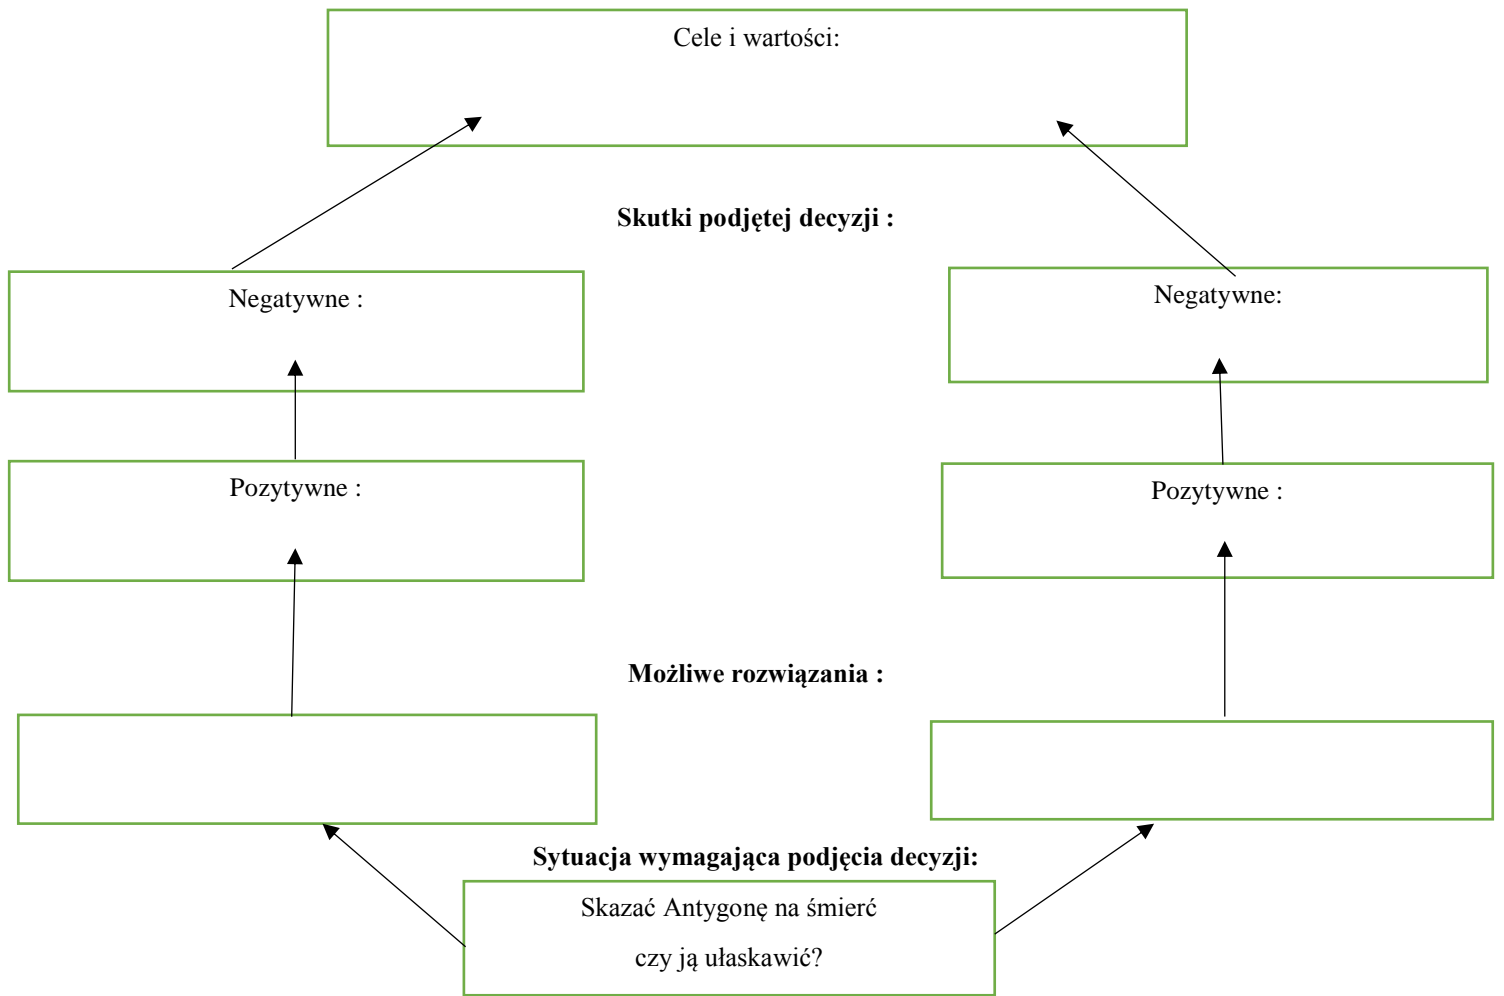 Cele i wartości:
Skutki podjętej decyzji :
Negatywne :
Negatywne:
Pozytywne :
Pozytywne :
Możliwe rozwiązania :
Sytuacja wymagająca podjęcia decyzji:
Skazać Antygonę na śmierć
czy ją ułaskawić?